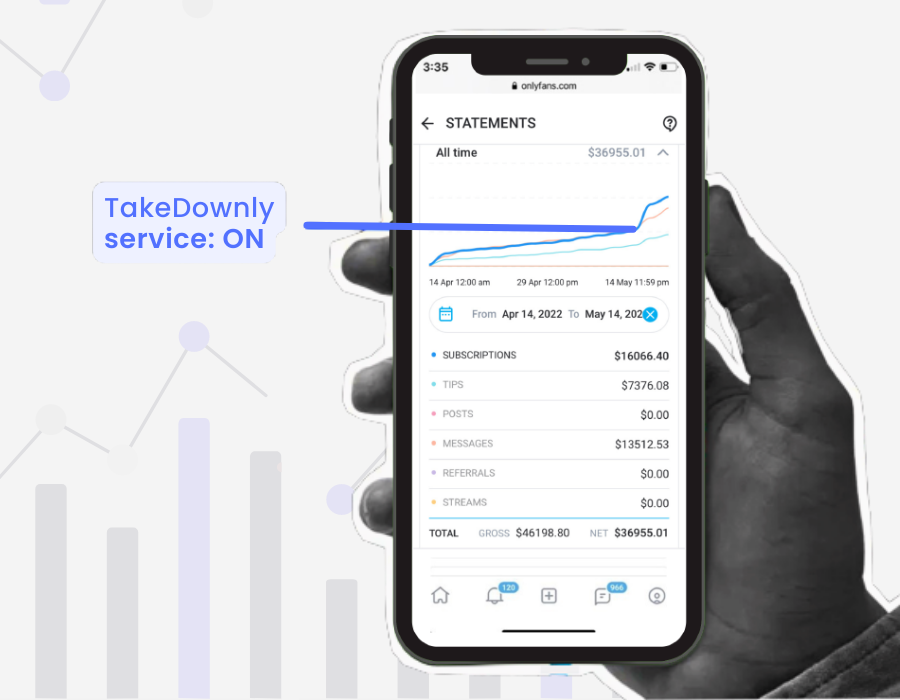 3:35
onlyfans.com
STATEMENTS
All time $36955.01
14 Apr 12:00 am 29 Apr 12:00 pm 14 May 11:59 pm
TakeDownly
service: ON
From Apr 14, 2022 To May 14, 202
SUBSCRIPTIONS $16066.40
TIPS $7376.08
POSTS $0.00
MESSAGES $13512.53
REFERRALS $0.00
STREAMS $0.00
TOTAL GROSS $46198.80 NET $36955.01
120 966